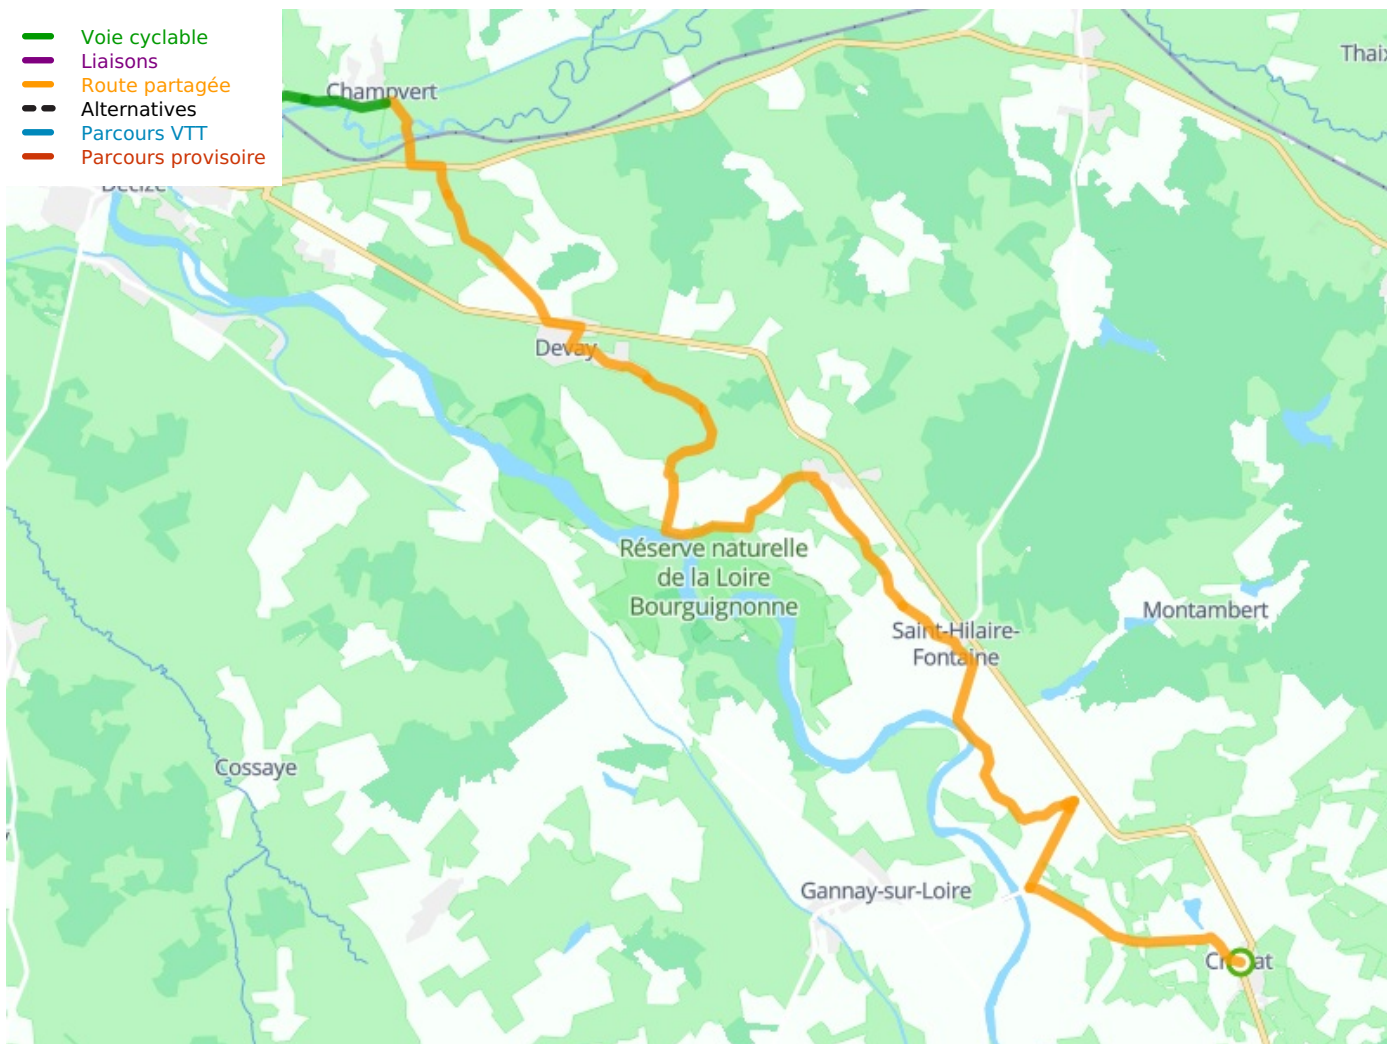 Voie cyclable
Liaisons
Route partagée
Alternatives
Parcours VTT
Parcours provisoire
Champvert
Decize
Devay
Réserve naturelle
de la Loire
Bourguignonne
Saint-Hilaire-
Fontaine
Montambert
Cossaye
Gannay-sur-Loire